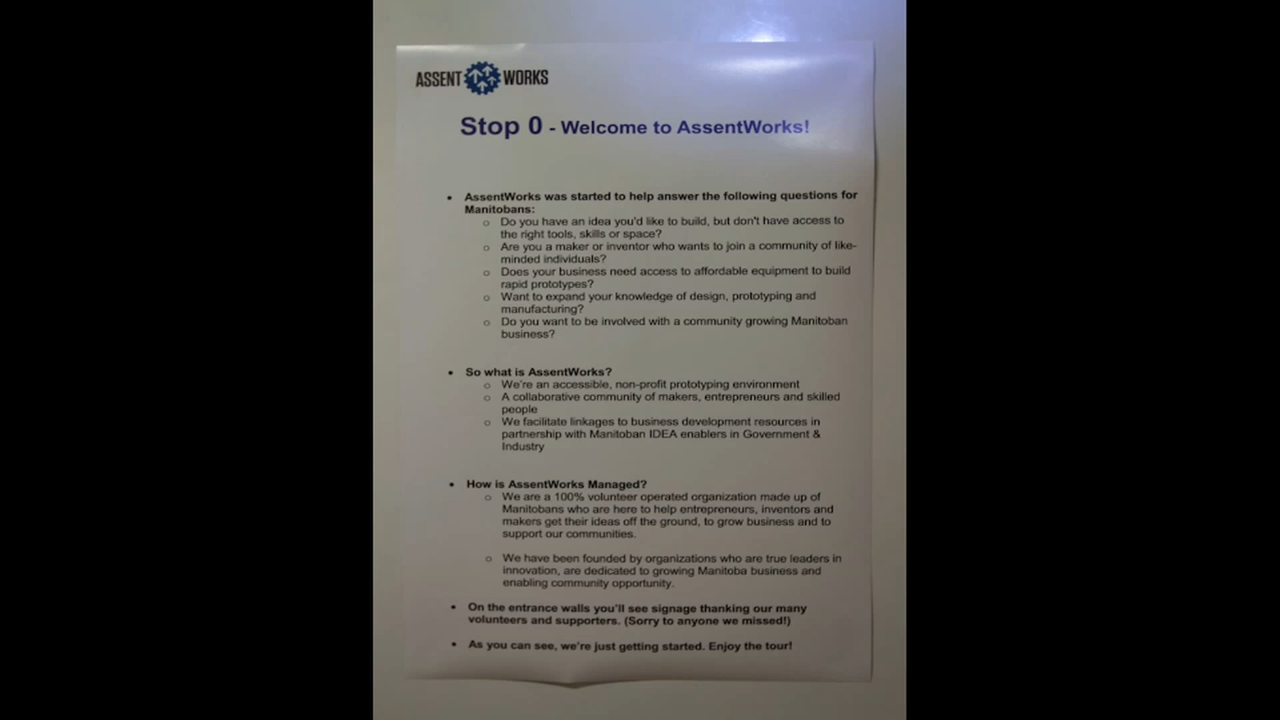 ASSENT WORKS
Stop 0 - Welcome to AssentWorks!
• AssentWorks was started to help answer the following questions for
Manitobans:
o Do you have an idea you'd like to build, but don't have access to
the right tools, skills or space?
o Are you a maker or inventor who wants to join a community of like-
minded individuals?
o Does your business need access to affordable equipment to build
rapid prototypes?
o Want to expand your knowledge of design, prototyping and
manufacturing?
o Do you want to be involved with a community growing Manitoban
business?
• So what is AssentWorks?
o We're an accessible, non-profit prototyping environment
o A collaborative community of makers, entrepreneurs and skilled
people
o We facilitate linkages to business development resources in
partnership with Manitoban IDEA enablers in Government &
Industry
• How is AssentWorks Managed?
o We are a 100% volunteer operated organization made up of
Manitobans who are here to help entrepreneurs, inventors and
makers get their ideas off the ground, to grow business and to
support our communities.
o We have been founded by organizations who are true leaders in
innovation, are dedicated to growing Manitoba business and
enabling community opportunity.
• On the entrance walls you'll see signage thanking our many
volunteers and supporters. (Sorry to anyone we missed!)
• As you can see, we're just getting started. Enjoy the tour!